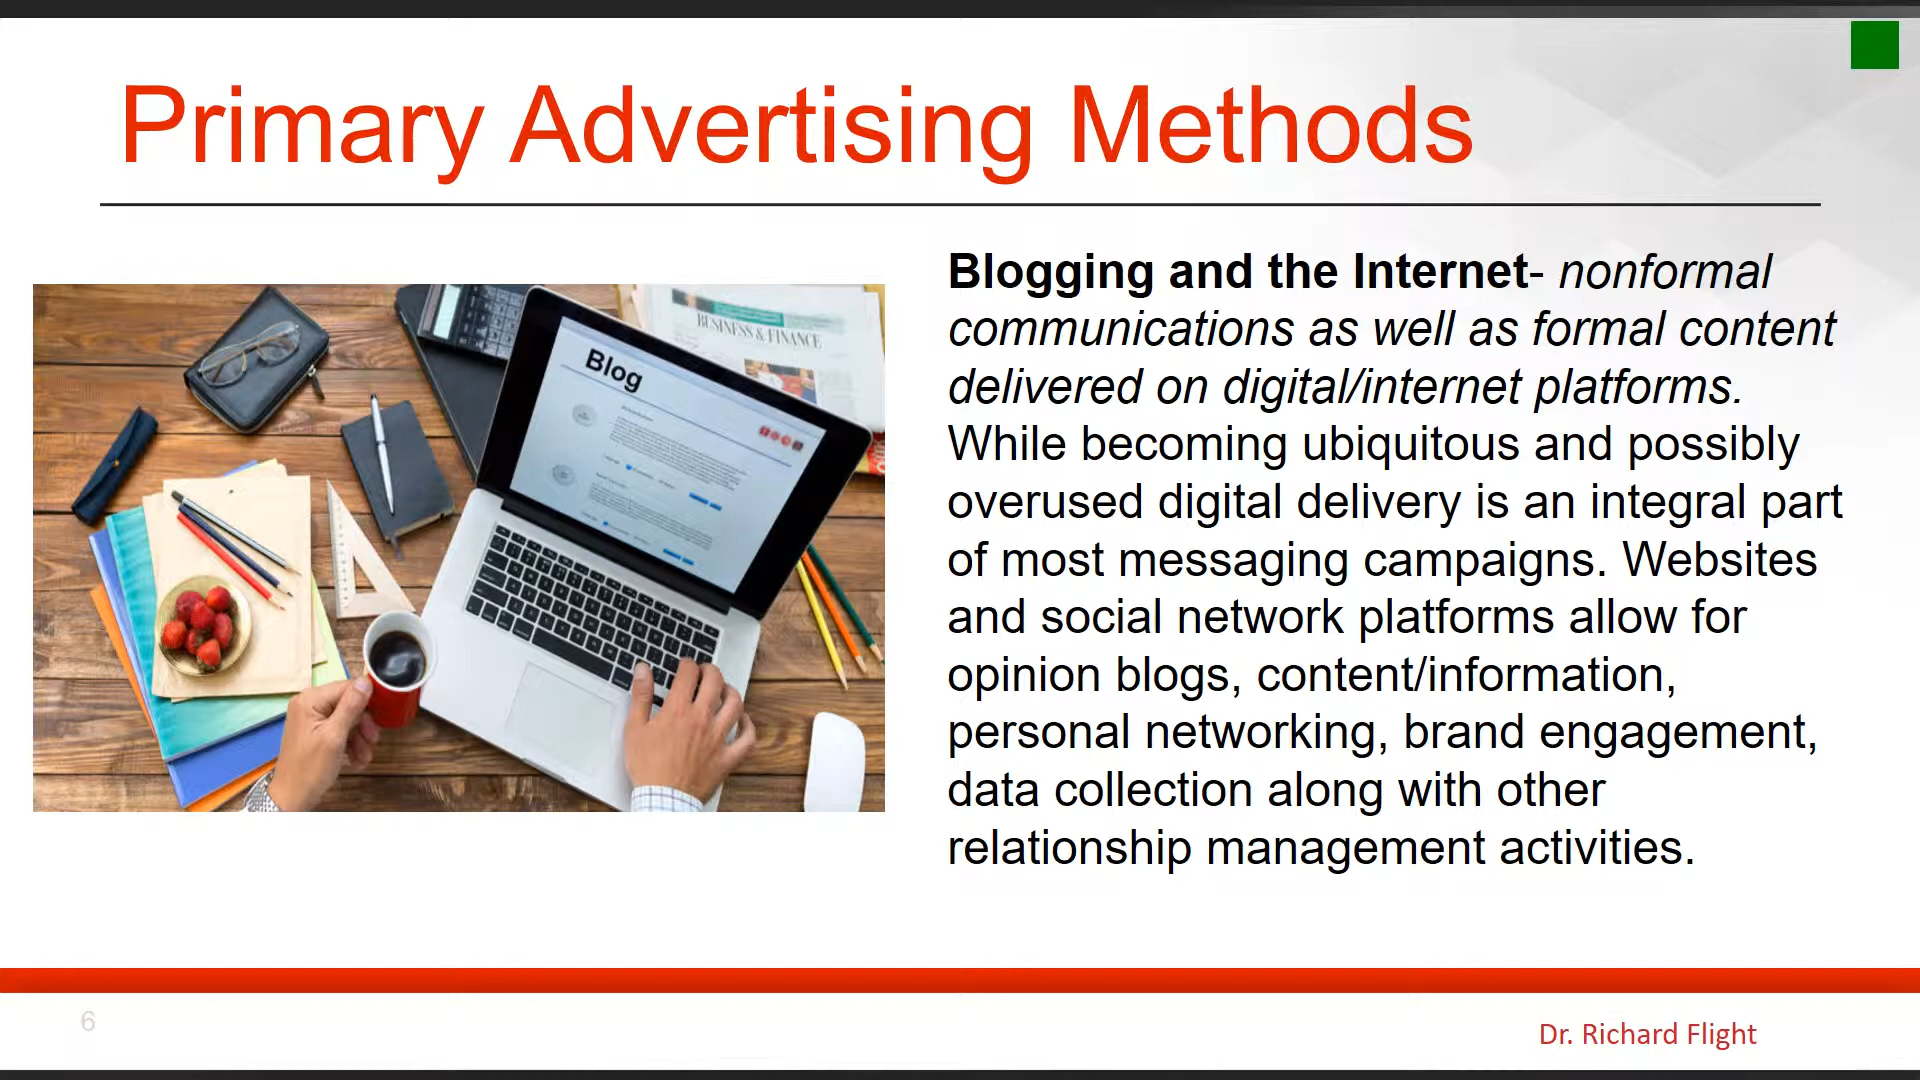 Primary Advertising Methods
Blogging and the Internet- nonformal
communications as well as formal content
delivered on digital/internet platforms.
While becoming ubiquitous and possibly
overused digital delivery is an integral part
of most messaging campaigns. Websites
and social network platforms allow for
opinion blogs, content/information,
personal networking, brand engagement,
data collection along with other
relationship management activities.
BUSINESS & FINANCE
Blog
6
Dr. Richard Flight